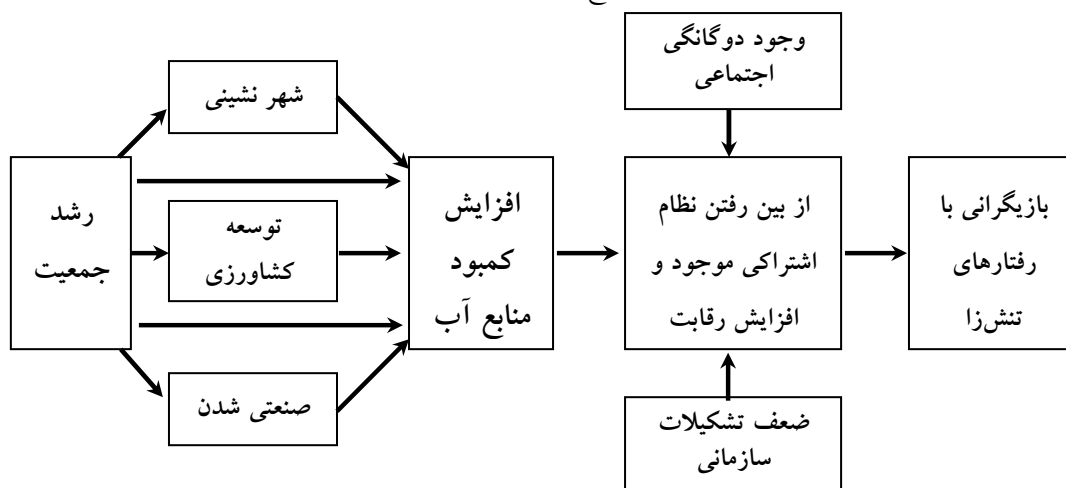 رشد
جمعیت
شهر نشینی
توسعه
کشاورزی
صنعتی شدن
افزایش
کمبود
منابع آب
وجود دوگانگی
اجتماعی
از بین رفتن نظام
اشتراکی موجود و
افزایش رقابت
ضعف تشکیلات
سازمانی
بازیگرانی با
رفتارهای
تنش‌زا